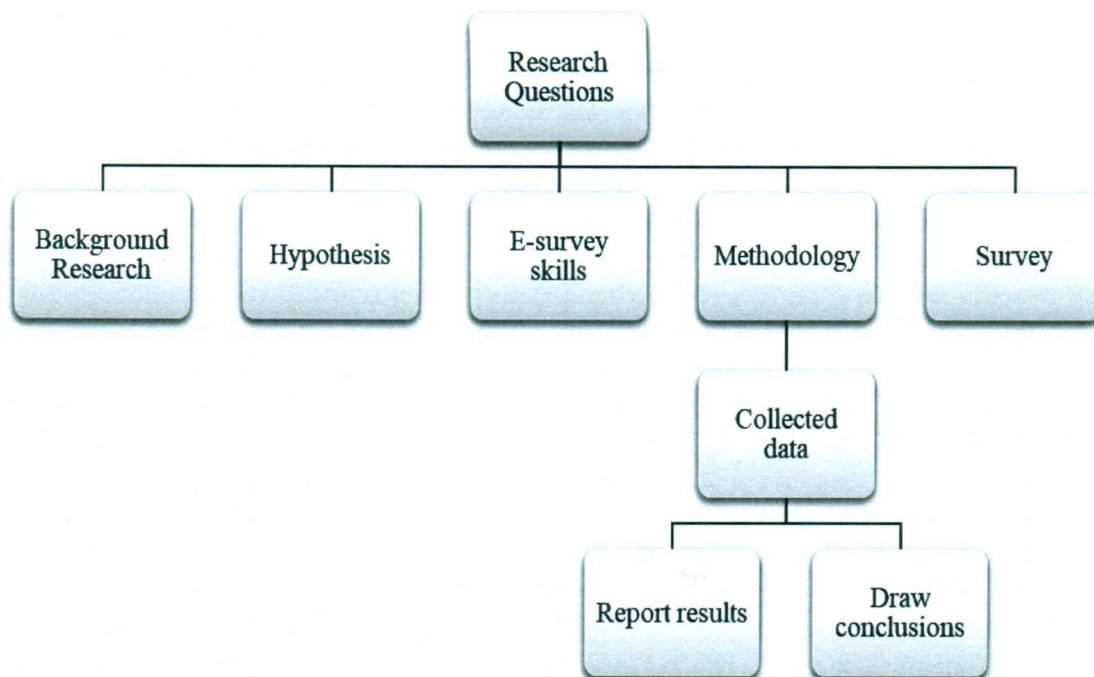 Research
Questions
Background
Research
Hypothesis
E-survey
skills
Methodology
Survey
Collected
data
Report results
Draw
conclusions